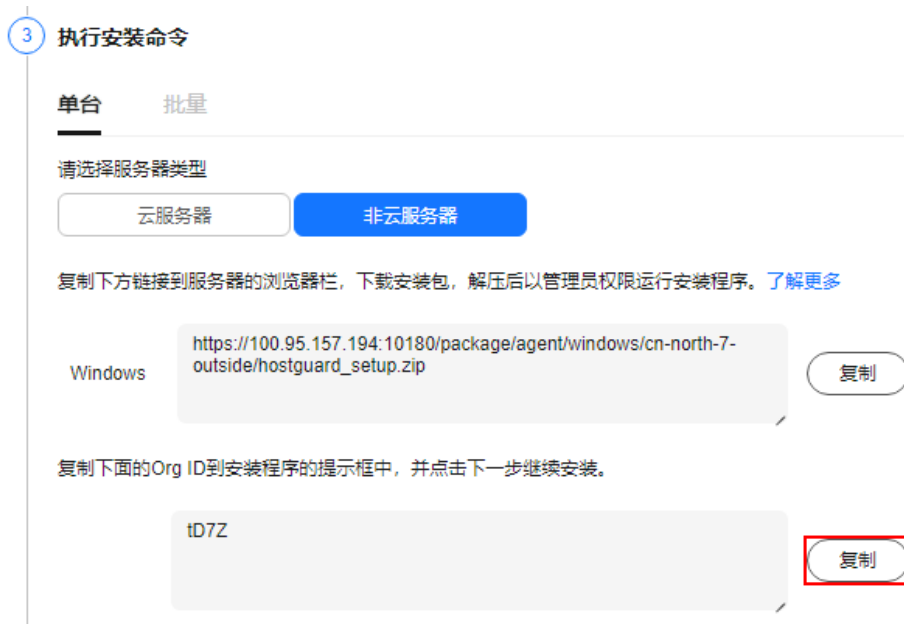 3
执行安装命令
单台
批量
请选择服务器类型
云服务器
非云服务器
复制下方链接到服务器的浏览器栏，下载安装包，解压后以管理员权限运行安装程序。了解更多
Windows
https://100.95.157.194:10180/package/agent/windows/cn-north-7-
outside/hostguard_setup.zip
复制
复制下面的Org ID到安装程序的提示框中，并点击下一步继续安装。
tD7Z
复制